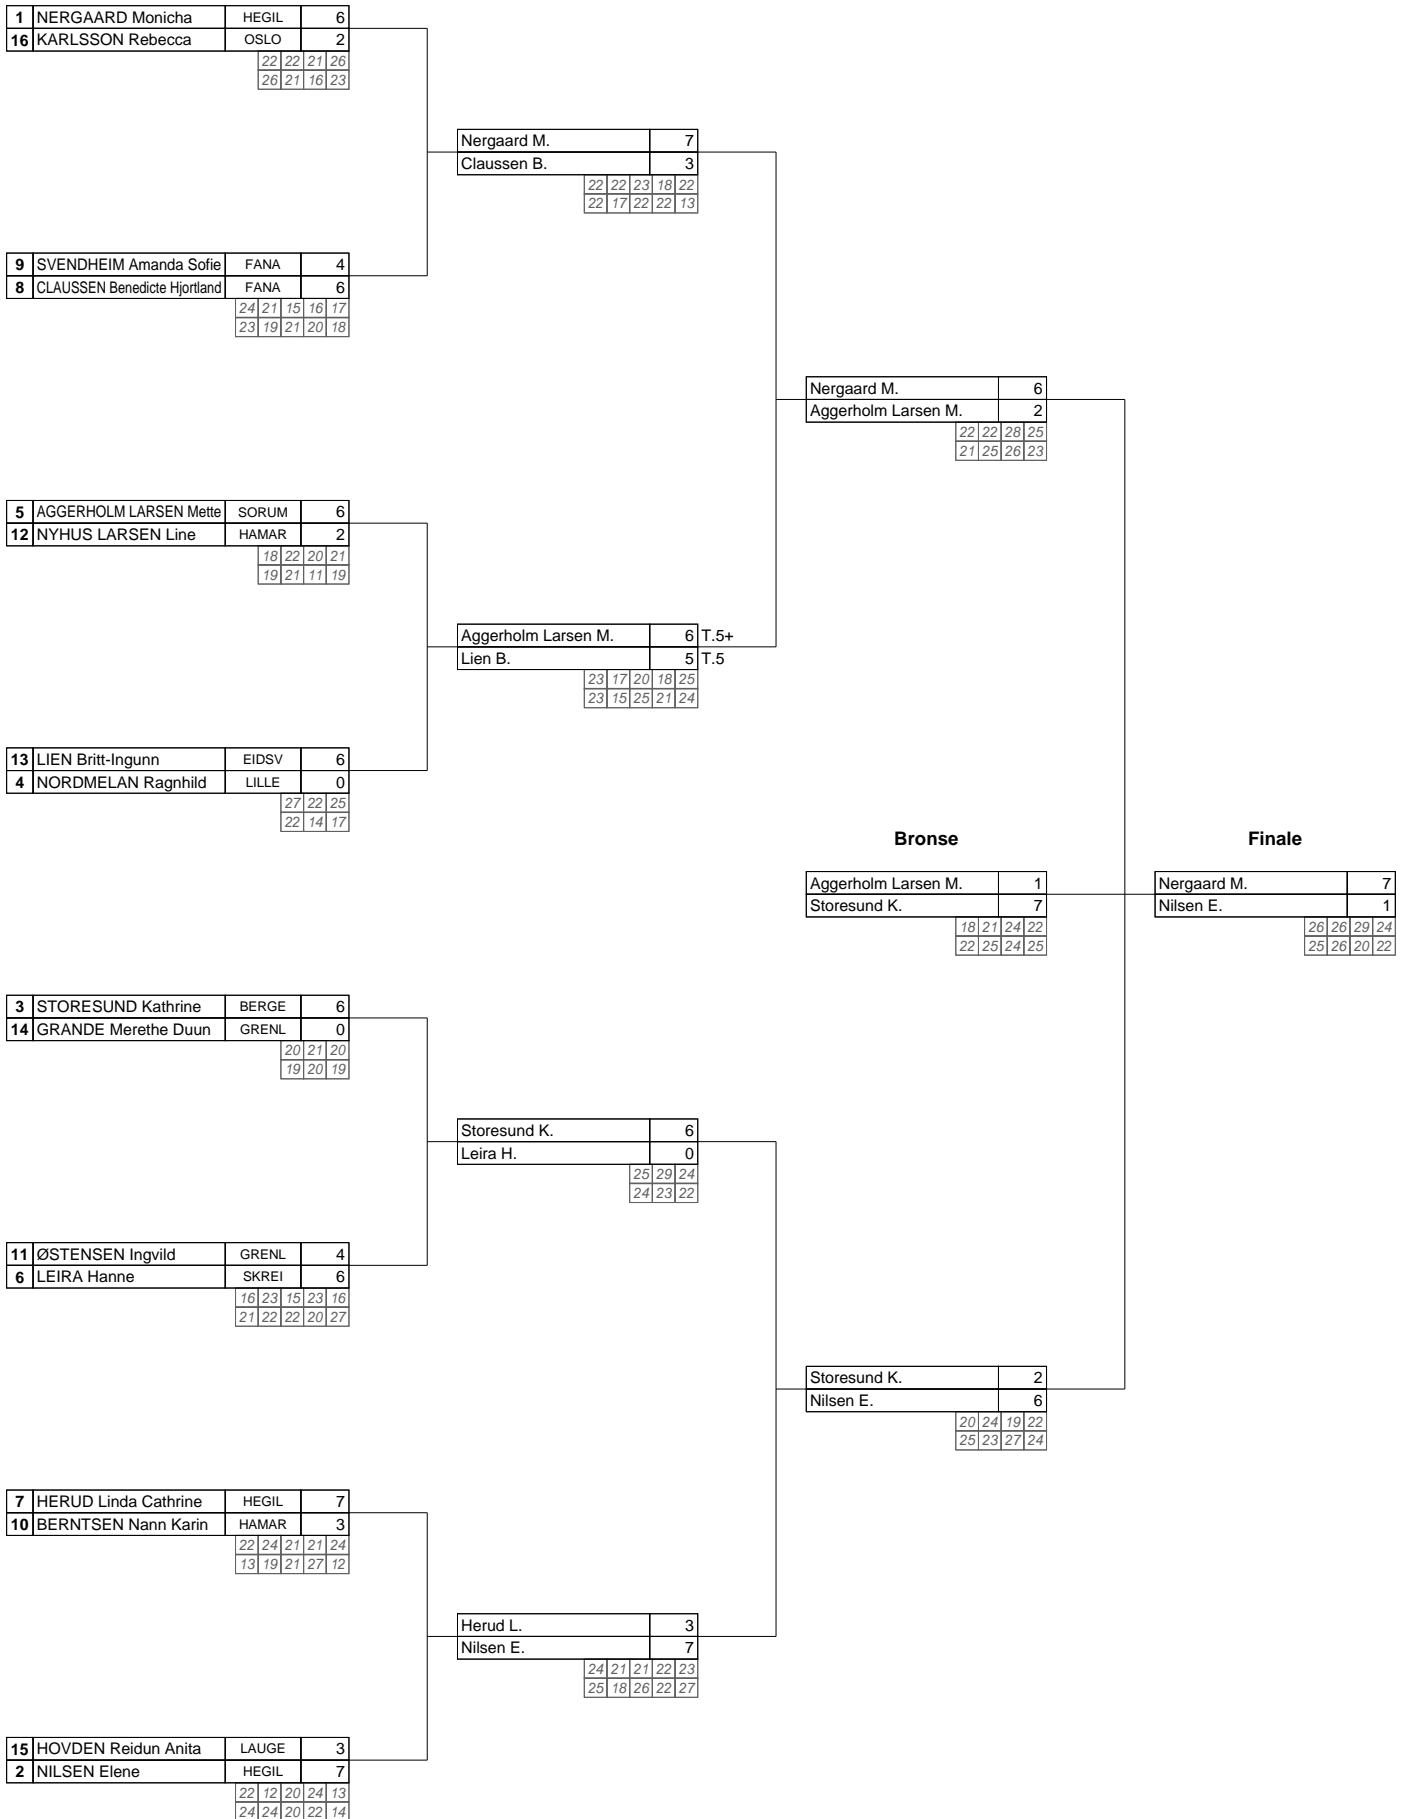 1 NERGAARD Monicha HEGIL 6
16 KARLSSON Rebecca OSLO 2
22 22 21 26
26 21 16 23
Nergaard M. 7
Claussen B. 3
22 22 23 18 22
22 17 22 22 13
9 SVENDHEIM Amanda Sofie FANA 4
8 CLAUSSEN Benedicte Hjortland FANA 6
24 21 15 16 17
23 19 21 20 18
Nergaard M. 6
Aggerholm Larsen M. 2
22 22 28 25
21 25 26 23
5 AGGERHOLM LARSEN Mette SORUM 6
12 NYHUS LARSEN Line HAMAR 2
18 22 20 21
19 21 11 19
Aggerholm Larsen M. 6 T.5+
Lien B. 5 T.5
23 17 20 18 25
23 15 25 21 24
13 LIEN Britt-Ingunn EIDSV 6
4 NORDMELAN Ragnhild LILLE 0
27 22 25
22 14 17
Bronse Finale
Aggerholm Larsen M. 1 Nergaard M. 7
Storesund K. 7 Nilsen E. 1
18 21 24 22 26 26 29 24
22 25 24 25 25 26 20 22
3 STORESUND Kathrine BERGE 6
14 GRANDE Merethe Duun GRENL 0
20 21 20
19 20 19
Storesund K. 6
Leira H. 0
25 29 24
24 23 22
11 ØSTENSEN Ingvild GRENL 4
6 LEIRA Hanne SKREI 6
16 23 15 23 16
21 22 22 20 27
Storesund K. 2
Nilsen E. 6
20 24 19 22
25 23 27 24
7 HERUD Linda Cathrine HEGIL 7
10 BERNTSEN Nann Karin HAMAR 3
22 24 21 21 24
13 19 21 27 12
Herud L. 3
Nilsen E. 7
24 21 21 22 23
25 18 26 22 27
15 HOVDEN Reidun Anita LAUGE 3
2 NILSEN Elene HEGIL 7
22 12 20 24 13
24 24 20 22 14